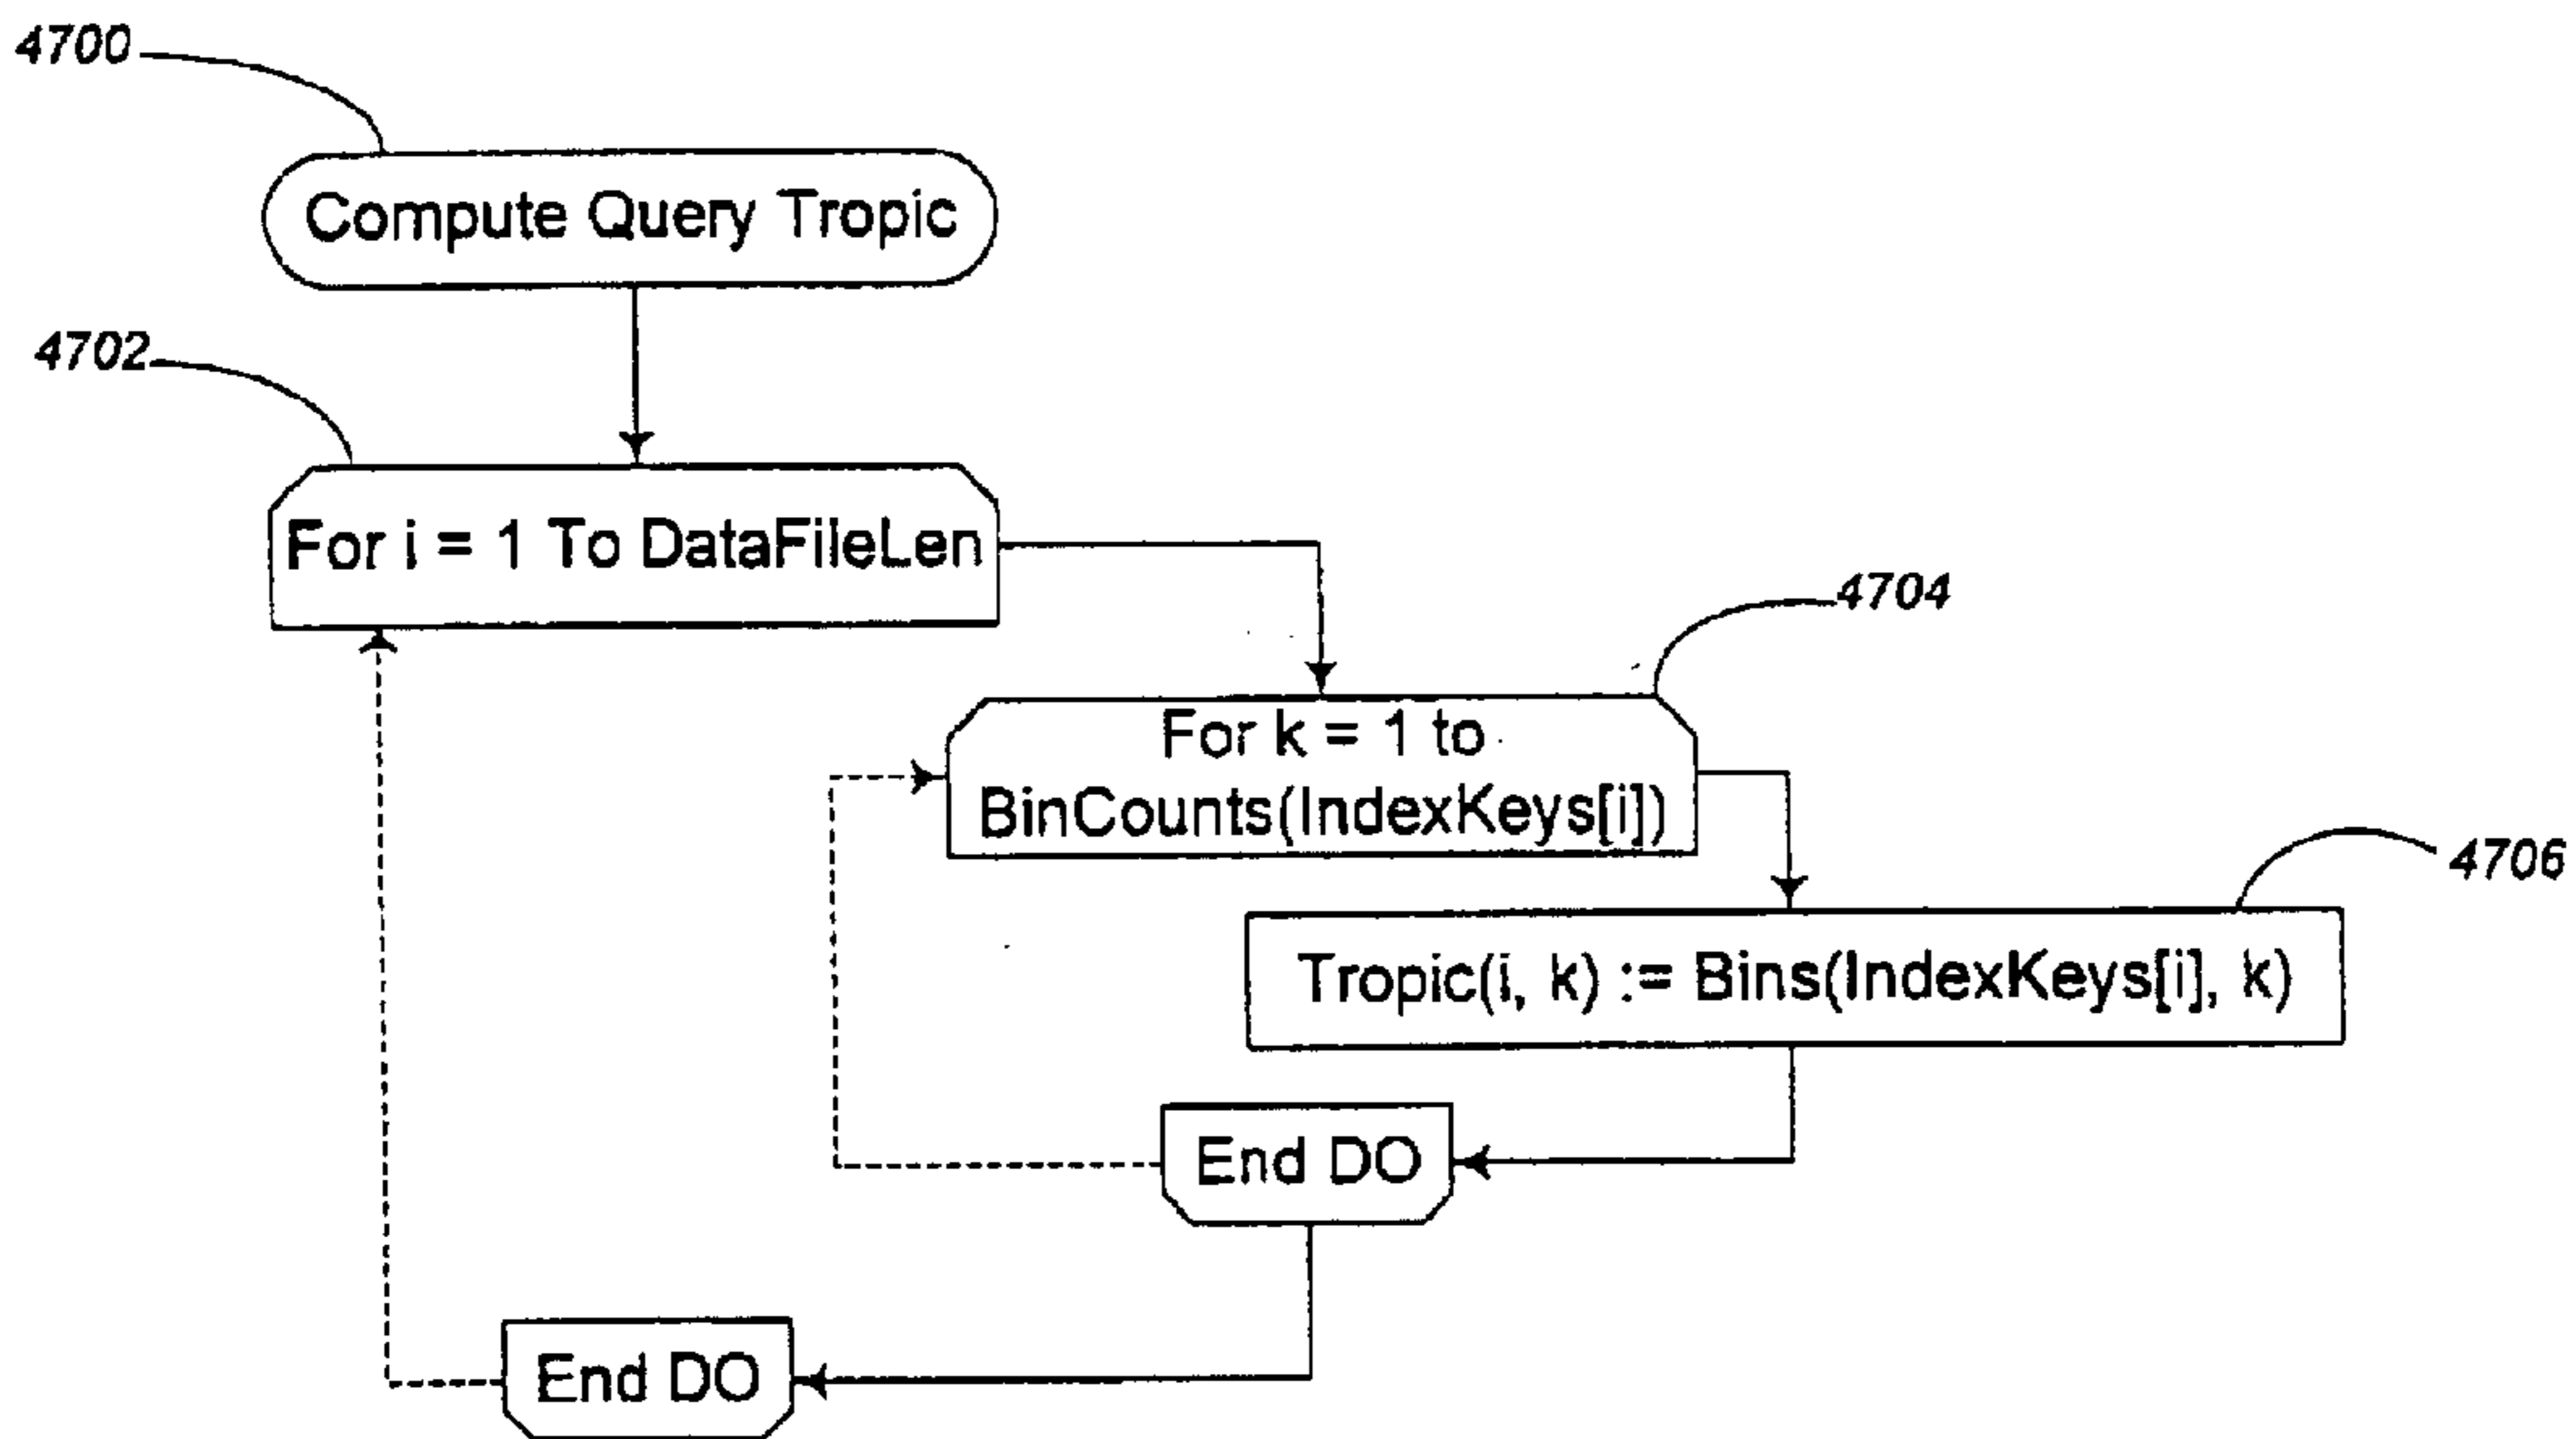 4700
Compute Query Tropic
4702
For i = 1 To DataFileLen
4704
For k = 1 to
BinCounts(IndexKeys[i])
4706
Tropic(i, k) := Bins(IndexKeys[i], k)
End DO
End DO